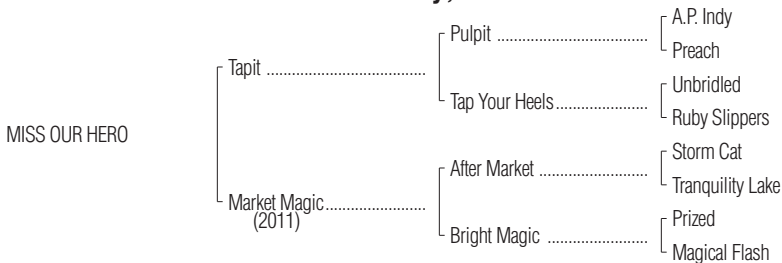 A.P. Indy
Pulpit
Preach
Tapit
Unbridled
Tap Your Heels
Ruby Slippers
MISS OUR HERO
Storm Cat
After Market
Tranquility Lake
Market Magic
(2011)
Prized
Bright Magic
Magical Flash